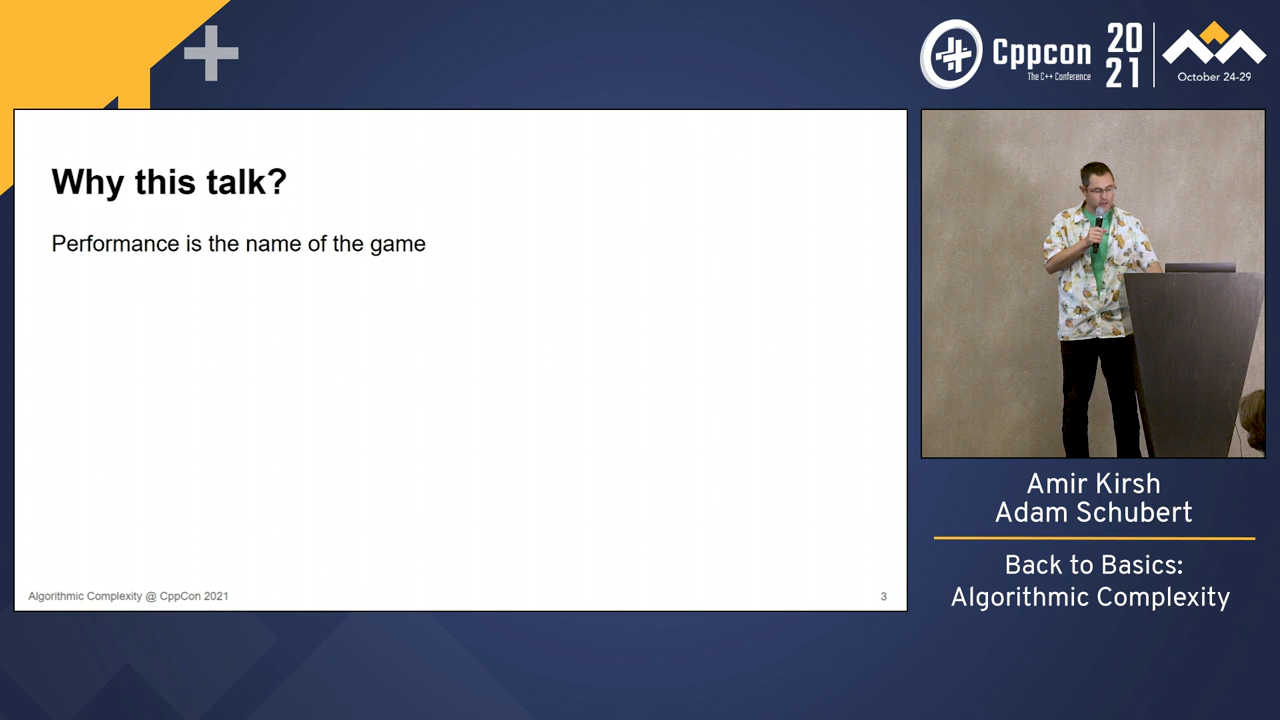 Cppcon
The C++ Conference
20
21
October 24-29
Why this talk?
Performance is the name of the game
Algorithmic Complexity @ CppCon 2021
3
Amir Kirsh
Adam Schubert
Back to Basics:
Algorithmic Complexity